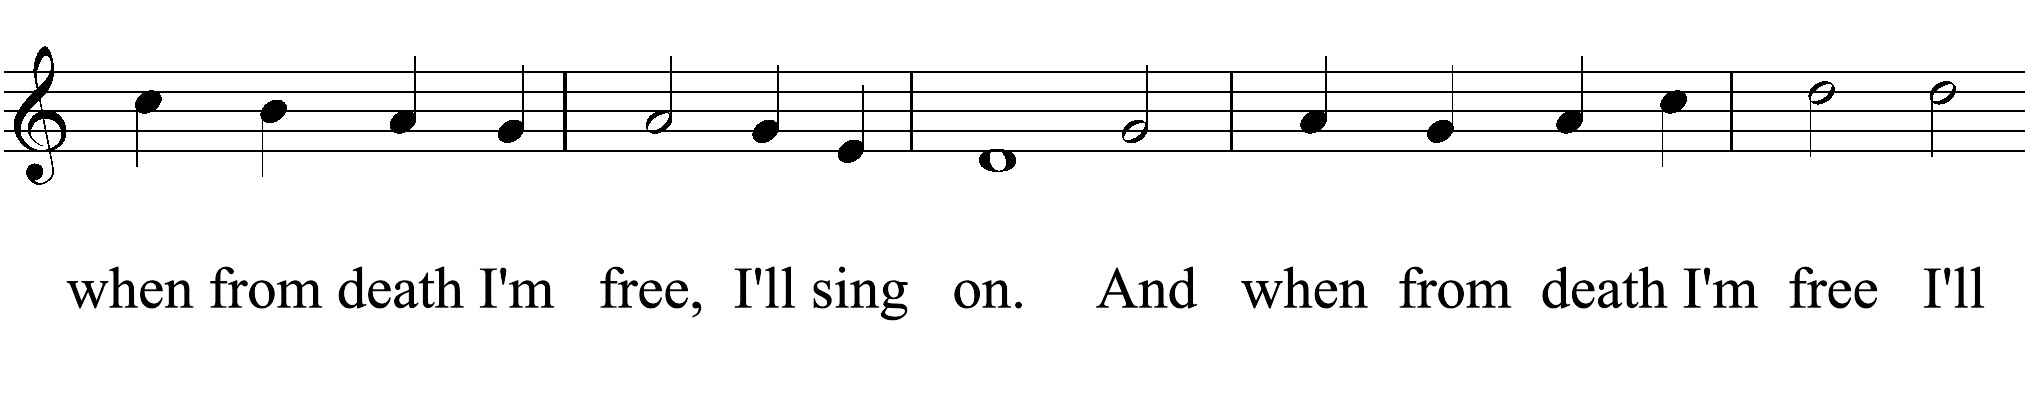 when from death I'm free, I'll sing on. And when from death I'm free I'll